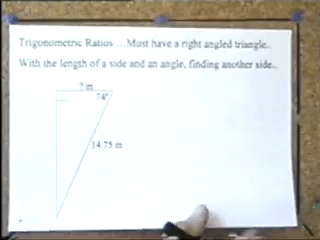 Trigonometric Ratios ...Must have a right angled triangle..
With the length of a side and an angle, finding another side..
? m
74°
14.75 m